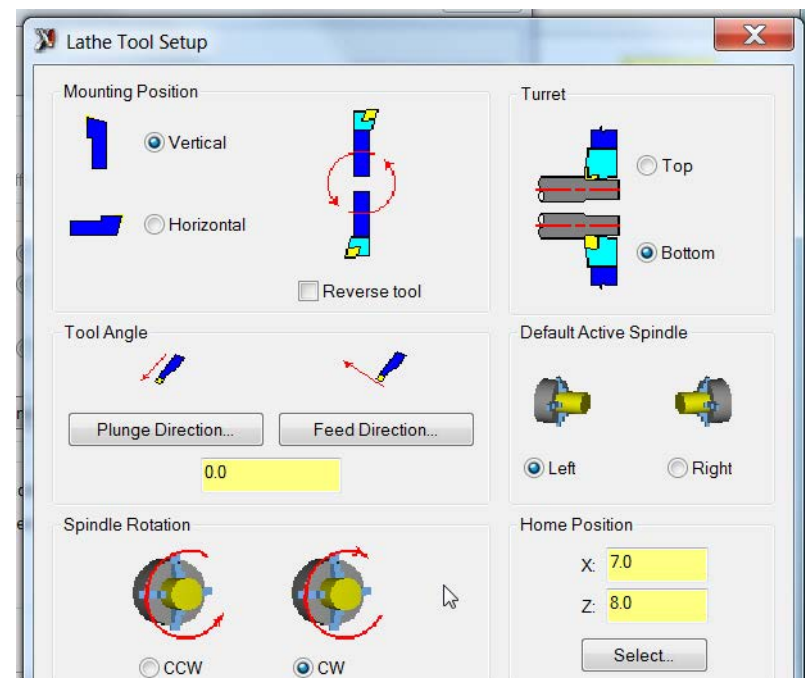 Lathe Tool Setup
Mounting Position
Vertical
Horizontal
Reverse tool
Turret
Top
Bottom
Tool Angle
Plunge Direction...
Feed Direction...
0.0
Default Active Spindle
Left
Right
Spindle Rotation
CCW
CW
Home Position
X: 7.0
Z: 8.0
Select...